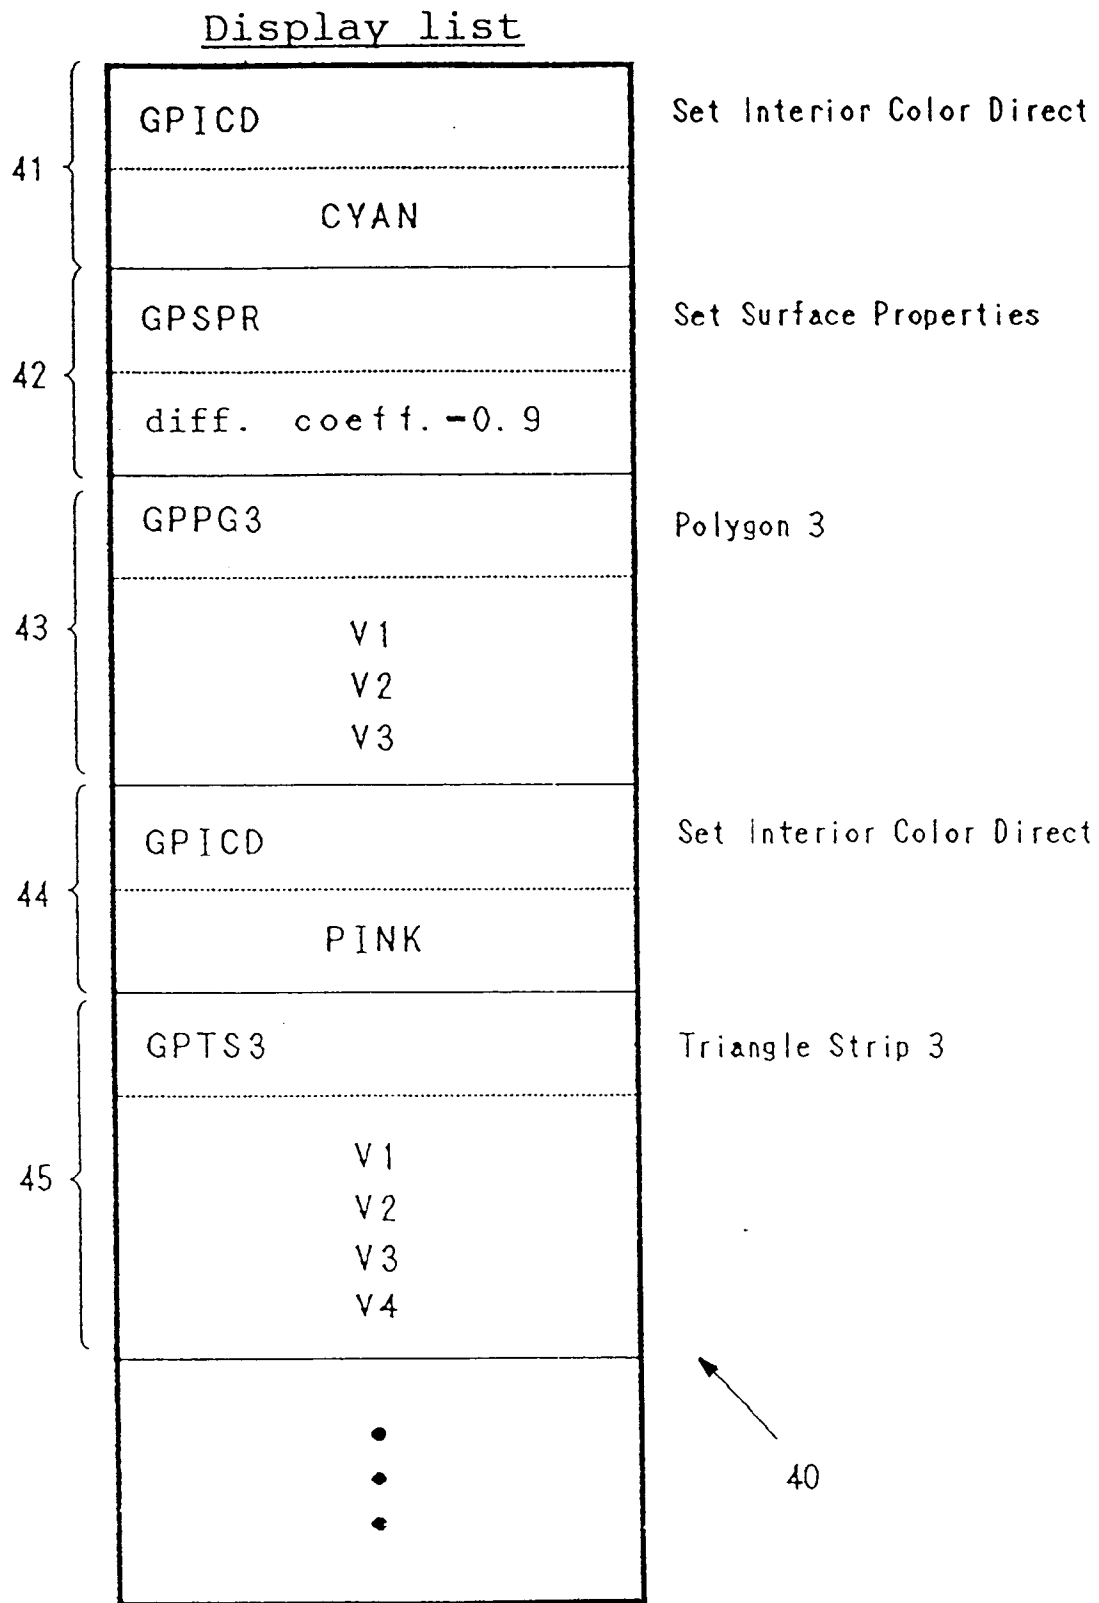 Display list
GPICD
Set Interior Color Direct
41
CYAN
GPSPR
Set Surface Properties
42
diff. coeff.-0.9
GPPG3
Polygon 3
43
V1
V2
V3
GPICD
Set Interior Color Direct
44
PINK
GPTS3
Triangle Strip 3
45
V1
V2
V3
V4
40